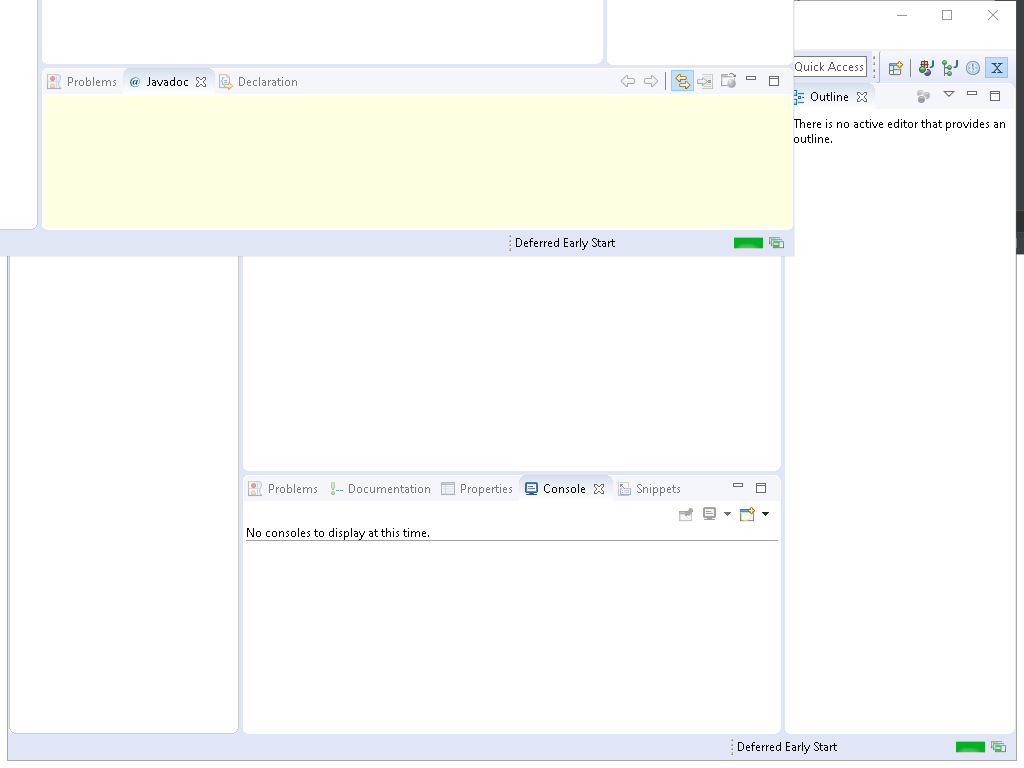 Quick Access
Problems @ Javadoc Declaration
X
Outline
There is no active editor that provides an
outline.
Deferred Early Start
Problems Documentation Properties Console Snippets
No consoles to display at this time.
Deferred Early Start